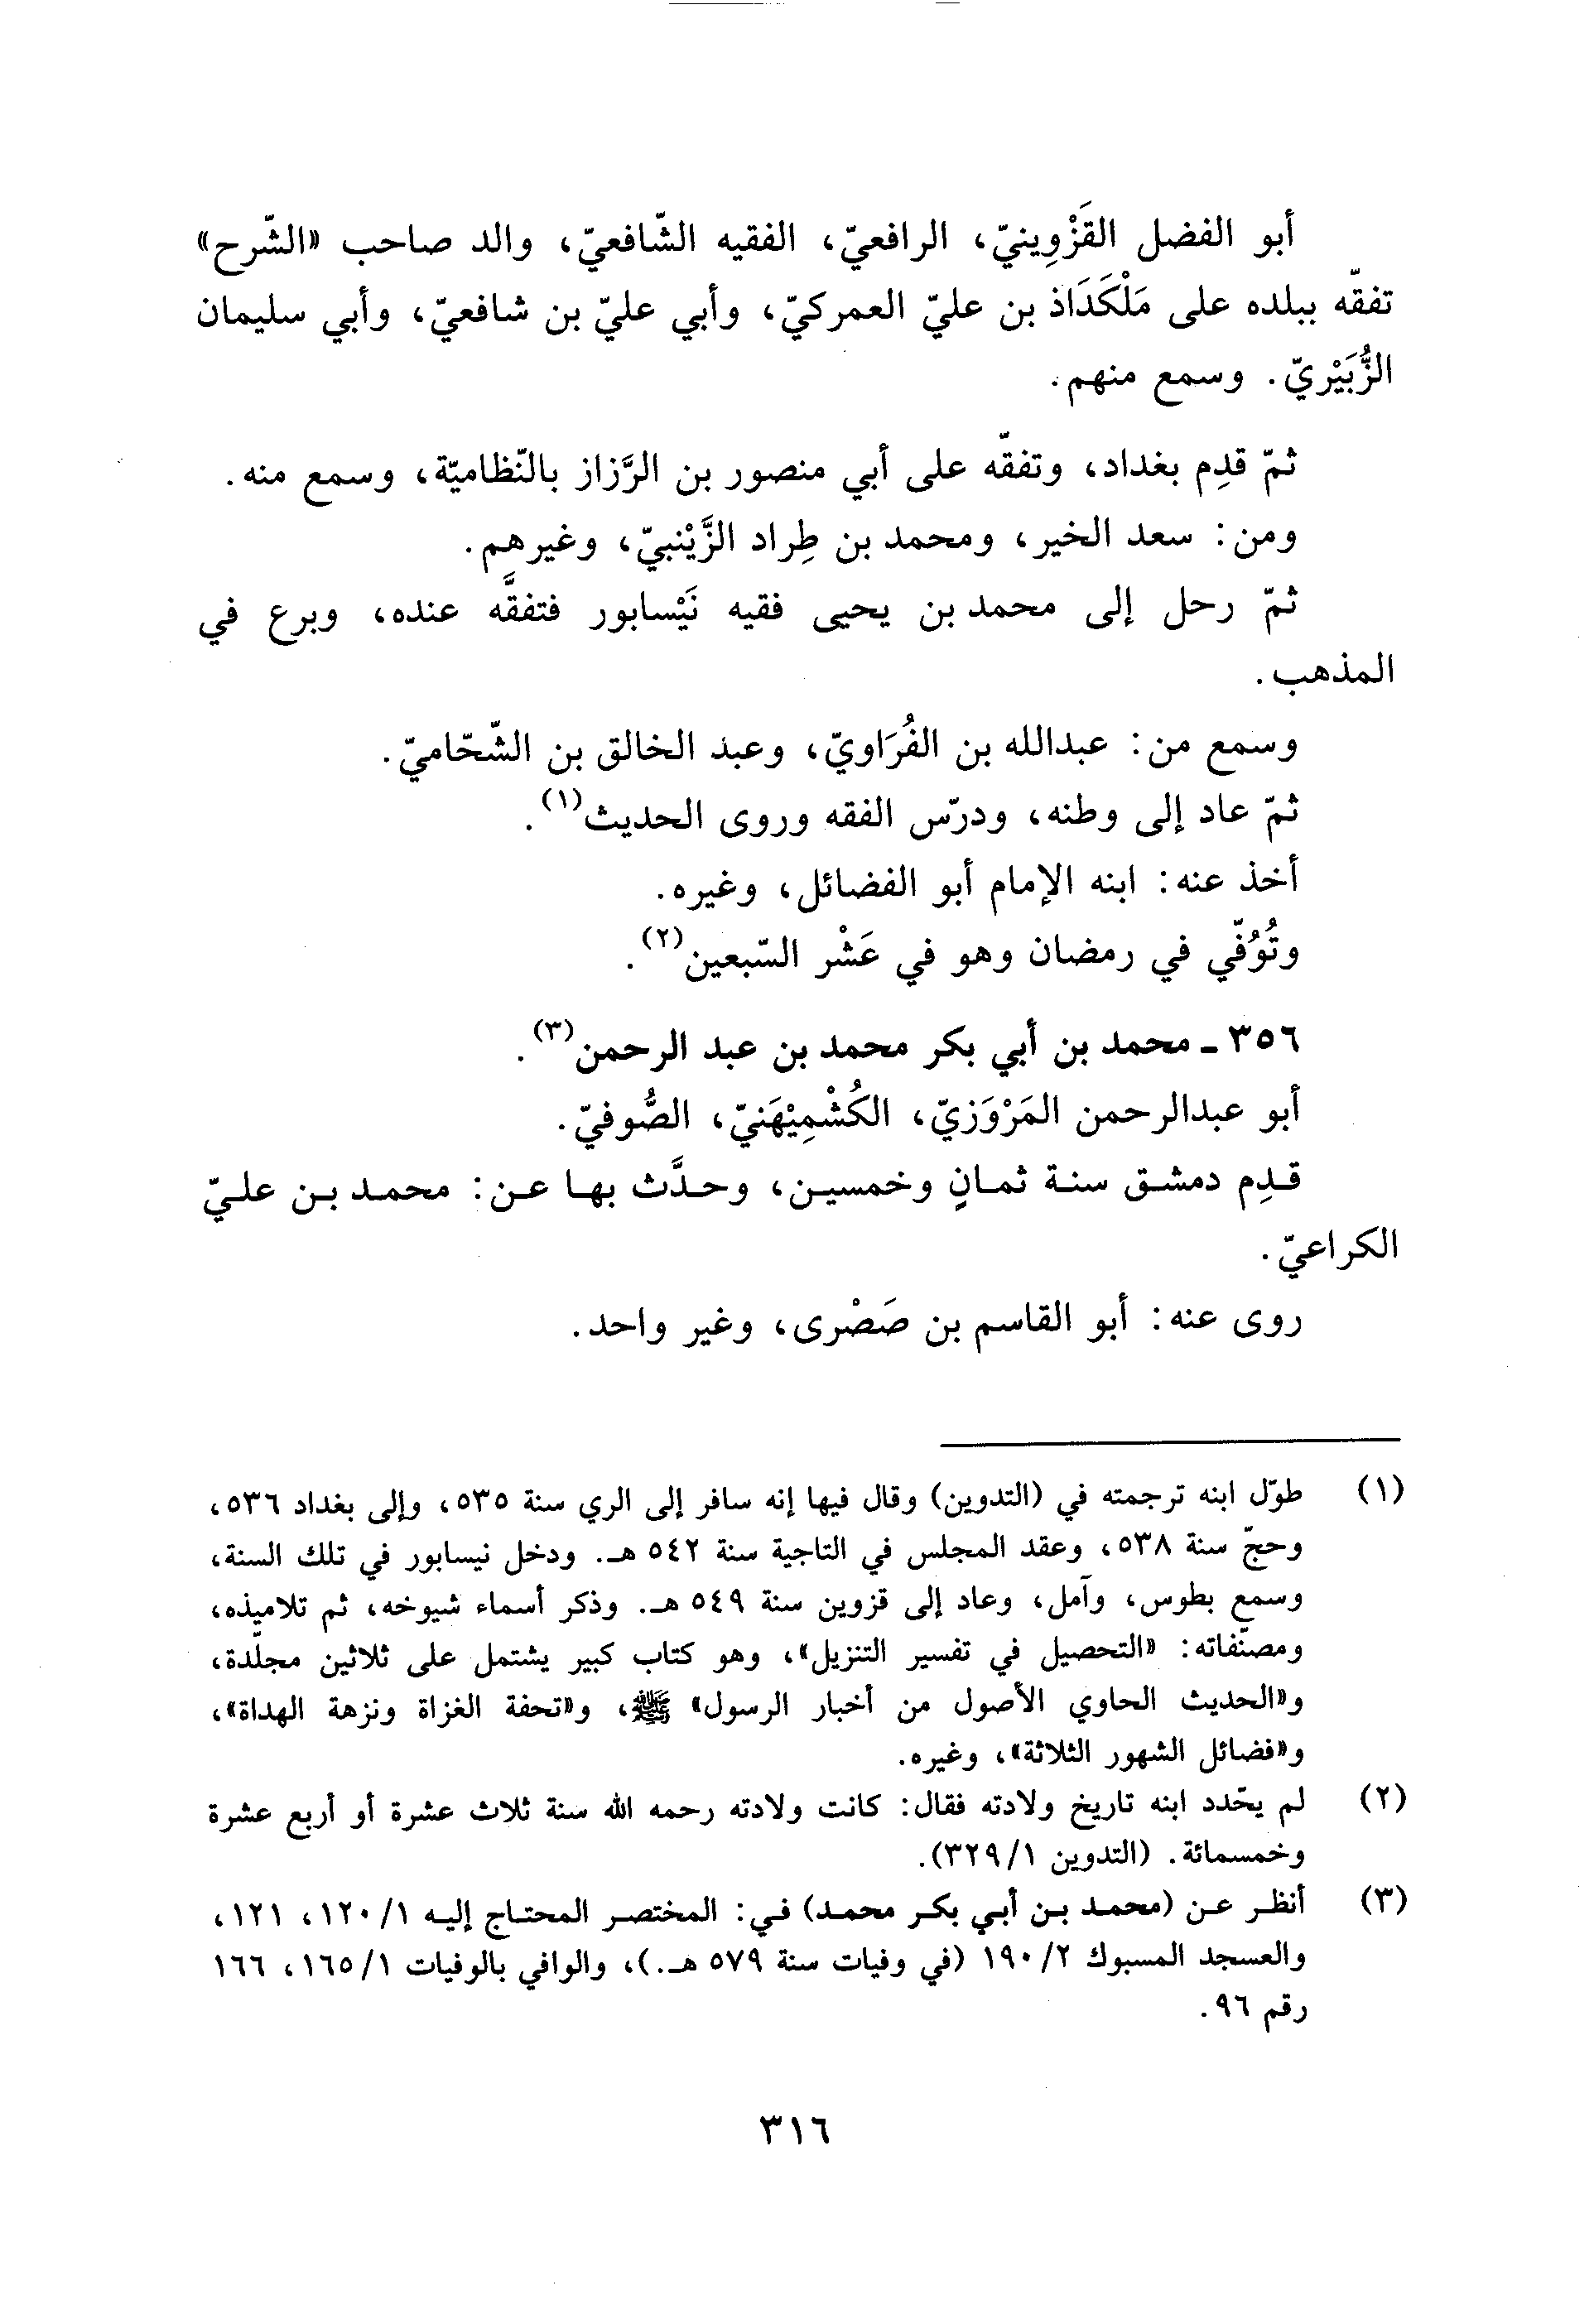 أبو الفضل القَزْوِينيّ، الرافعيّ، الفقيه الشّافعيّ، والد صاحب «الشّرح»
تفقّه ببلده على مَلْكَدَاذ بن عليّ العمركيّ، وأبي عليّ بن شافعيّ، وأبي سليمان
الزُّبَيْريّ. وسمع منهم.
ثمّ قدِم بغداد، وتفقّه على أبي منصور بن الرَّزاز بالنّظاميّة، وسمع منه.
ومن: سعد الخير، ومحمد بن طِراد الزَّيْنبيّ، وغيرهم.
ثمّ رحل إلى محمد بن يحيى فقيه نَيْسابور فتفقَّه عنده، وبرع في
المذهب.
وسمع من: عبدالله بن الفُرَاويّ، وعبد الخالق بن الشّحّاميّ.
ثمّ عاد إلى وطنه، ودرّس الفقه وروى الحديث(١).
أخذ عنه: ابنه الإمام أبو الفضائل، وغيره.
وتُوُفّي في رمضان وهو في عَشْر السّبعين(٢).
٣٥٦ ـ محمد بن أبي بكر محمد بن عبد الرحمن(٣).
أبو عبدالرحمن المَرْوَزيّ، الكُشْمِيْهَنيّ، الصُّوفيّ.
قدِم دمشق سنة ثمانٍ وخمسين، وحدَّث بها عن: محمد بن عليّ
الكراعيّ.
روى عنه: أبو القاسم بن صَصْرى، وغير واحد.
(١) طوّل ابنه ترجمته في (التدوين) وقال فيها إنه سافر إلى الري سنة ٥٣٥، وإلى بغداد ٥٣٦،
وحجّ سنة ٥٣٨، وعقد المجلس في التاجية سنة ٥٤٢ هـ. ودخل نيسابور في تلك السنة،
وسمع بطوس، وآمل، وعاد إلى قزوين سنة ٥٤٩ هـ. وذكر أسماء شيوخه، ثم تلاميذه،
ومصنّفاته: «التحصيل في تفسير التنزيل»، وهو كتاب كبير يشتمل على ثلاثين مجلّدة،
و«الحديث الحاوي الأصول من أخبار الرسول» ﷺ، و«تحفة الغزاة ونزهة الهداة»،
و«فضائل الشهور الثلاثة»، وغيره.
(٢) لم يحّدد ابنه تاريخ ولادته فقال: كانت ولادته رحمه الله سنة ثلاث عشرة أو أربع عشرة
وخمسمائة. (التدوين ١/٣٢٩).
(٣) أنظر عن (محمد بن أبي بكر محمد) في: المختصر المحتاج إليه ١/١٢٠، ١٢١،
والعسجد المسبوك ٢/١٩٠ (في وفيات سنة ٥٧٩ هـ.)، والوافي بالوفيات ١/١٦٥، ١٦٦
رقم ٩٦.
٣١٦